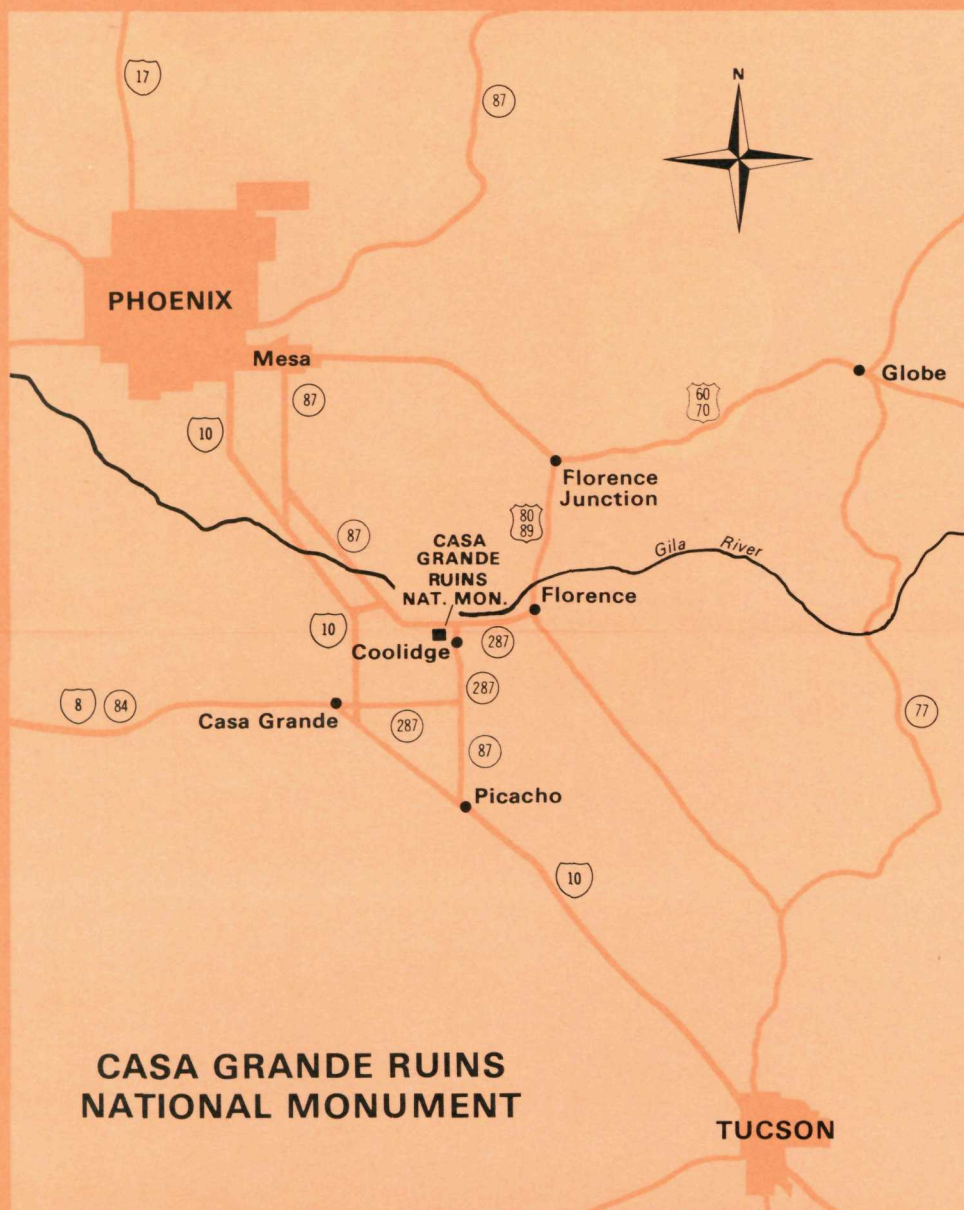 17
87
N
PHOENIX
Mesa
87
Globe
60
70
10
Florence
Junction
80
89
87
CASA
GRANDE
RUINS
NAT. MON.
Gila River
Florence
10
Coolidge
287
287
8
84
Casa Grande
287
77
87
Picacho
10
CASA GRANDE RUINS
NATIONAL MONUMENT
TUCSON